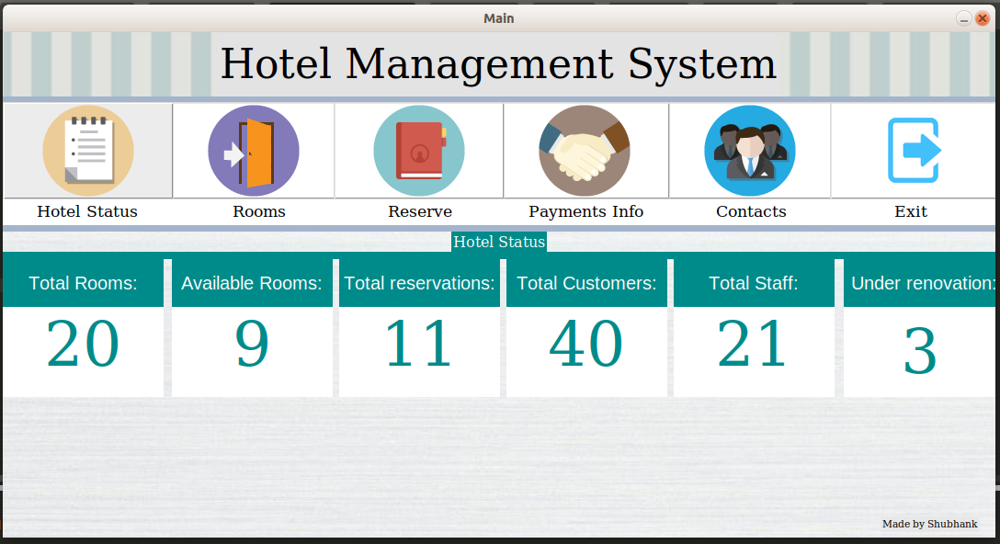 Main
Hotel Management System
Hotel Status Rooms Reserve Payments Info Contacts Exit
Hotel Status
Total Rooms: Available Rooms: Total reservations: Total Customers: Total Staff: Under renovation:
20 9 11 40 21 3
Made by Shubhank